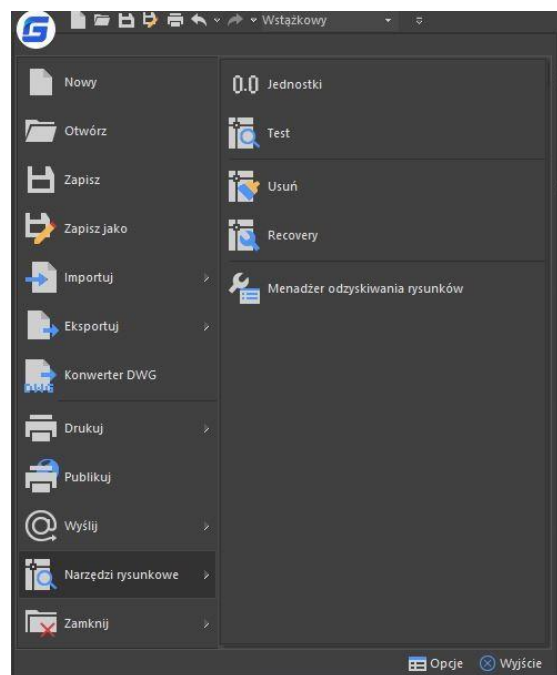 G
Wstążkowy
Nowy
Otwórz
Zapisz
Zapisz jako
Importuj
Eksportuj
DWG
Konwerter DWG
Drukuj
Publikuj
Wyślij
Narzędzi rysunkowe
Zamknij
0.0 Jednostki
Test
Usuń
Recovery
Menadżer odzyskiwania rysunków
Opcje
Wyjście